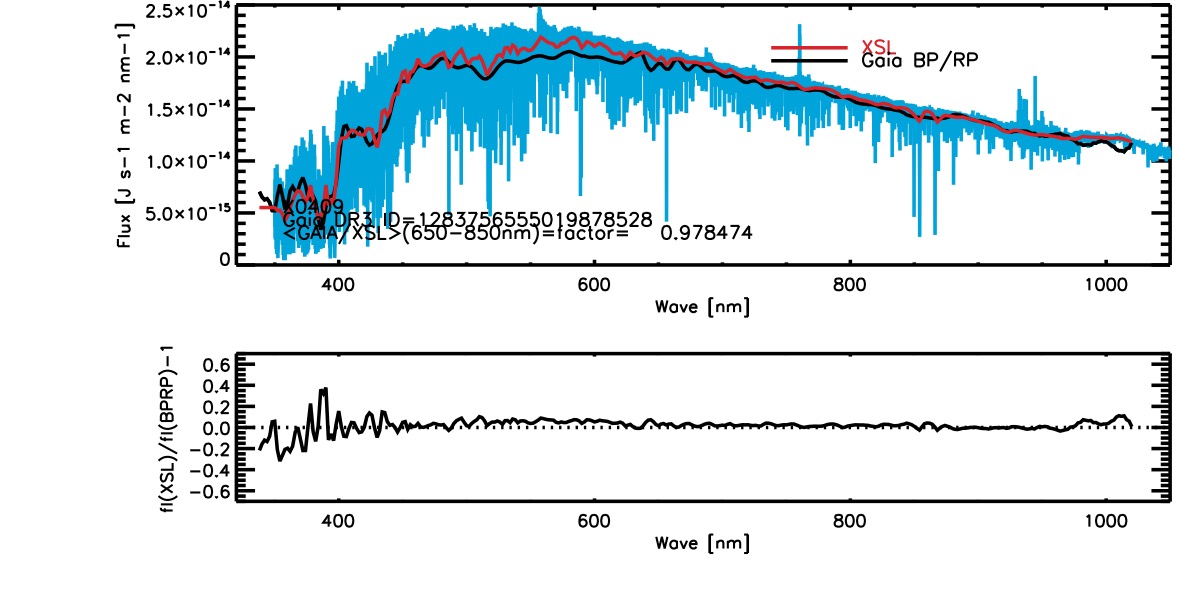 2.5×10−14
2.0×10−14
1.5×10−14
1.0×10−14
5.0×10−15
0
Flux [J s−1 m−2 nm−1]
XSL
Gaia BP/RP
X0409
Gaia DR3 ID=1283756555019878528
<GAIA/XSL>(650−850nm)=factor= 0.978474
400 600 800 1000
Wave [nm]
0.6
0.4
0.2
0.0
−0.2
−0.4
−0.6
fl(XSL)/fl(BPRP)−1
400 600 800 1000
Wave [nm]